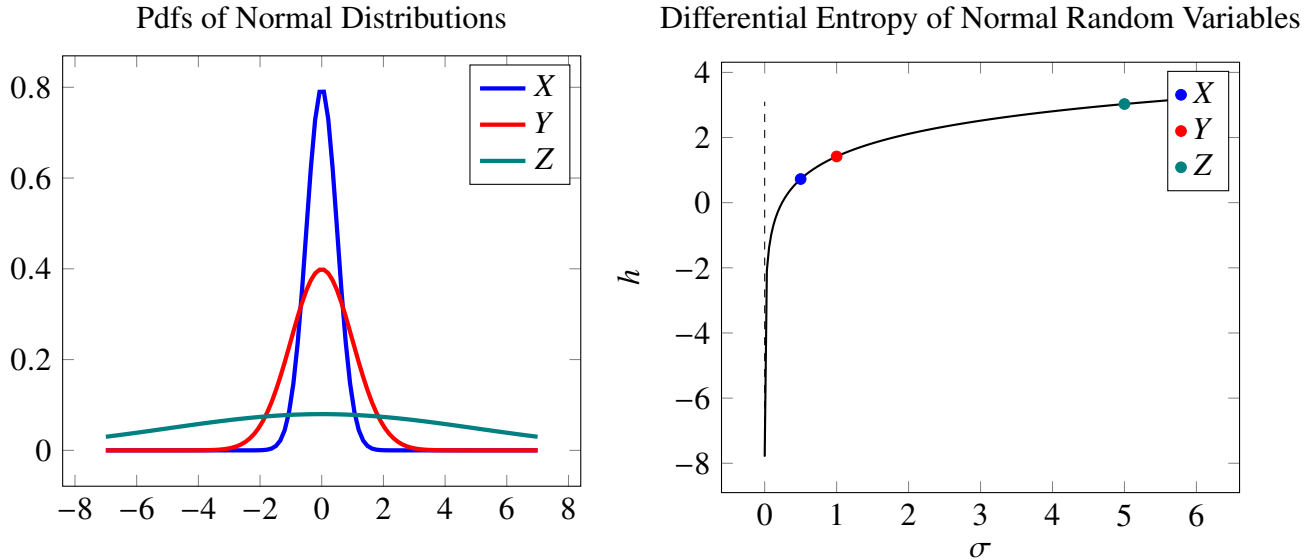 Pdfs of Normal Distributions
0.8
0.6
0.4
0.2
0
−8 −6 −4 −2 0 2 4 6 8
X
Y
Z
Differential Entropy of Normal Random Variables
4
2
0
−2
−4
−6
−8
h
0 1 2 3 4 5 6
σ
X
Y
Z